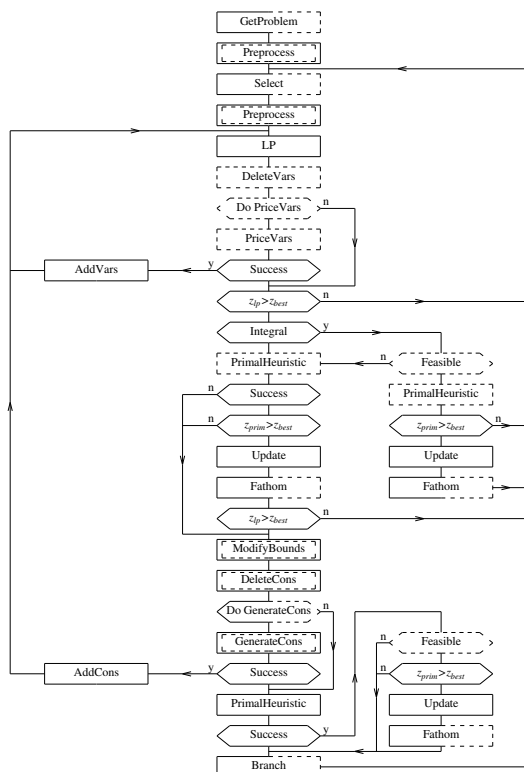 GetProblem
Preprocess
Select
Preprocess
LP
DeleteVars
Do PriceVars
n
PriceVars
AddVars
y
Success
z_lp>z_best
n
Integral
y
PrimalHeuristic
n
Feasible
n
Success
PrimalHeuristic
n
z_prim>z_best
z_prim>z_best
n
Update
Update
Fathom
Fathom
z_lp>z_best
n
ModifyBounds
DeleteCons
Do GenerateCons
n
GenerateCons
n
Feasible
AddCons
y
Success
n
z_prim>z_best
PrimalHeuristic
Update
Success
y
Fathom
Branch